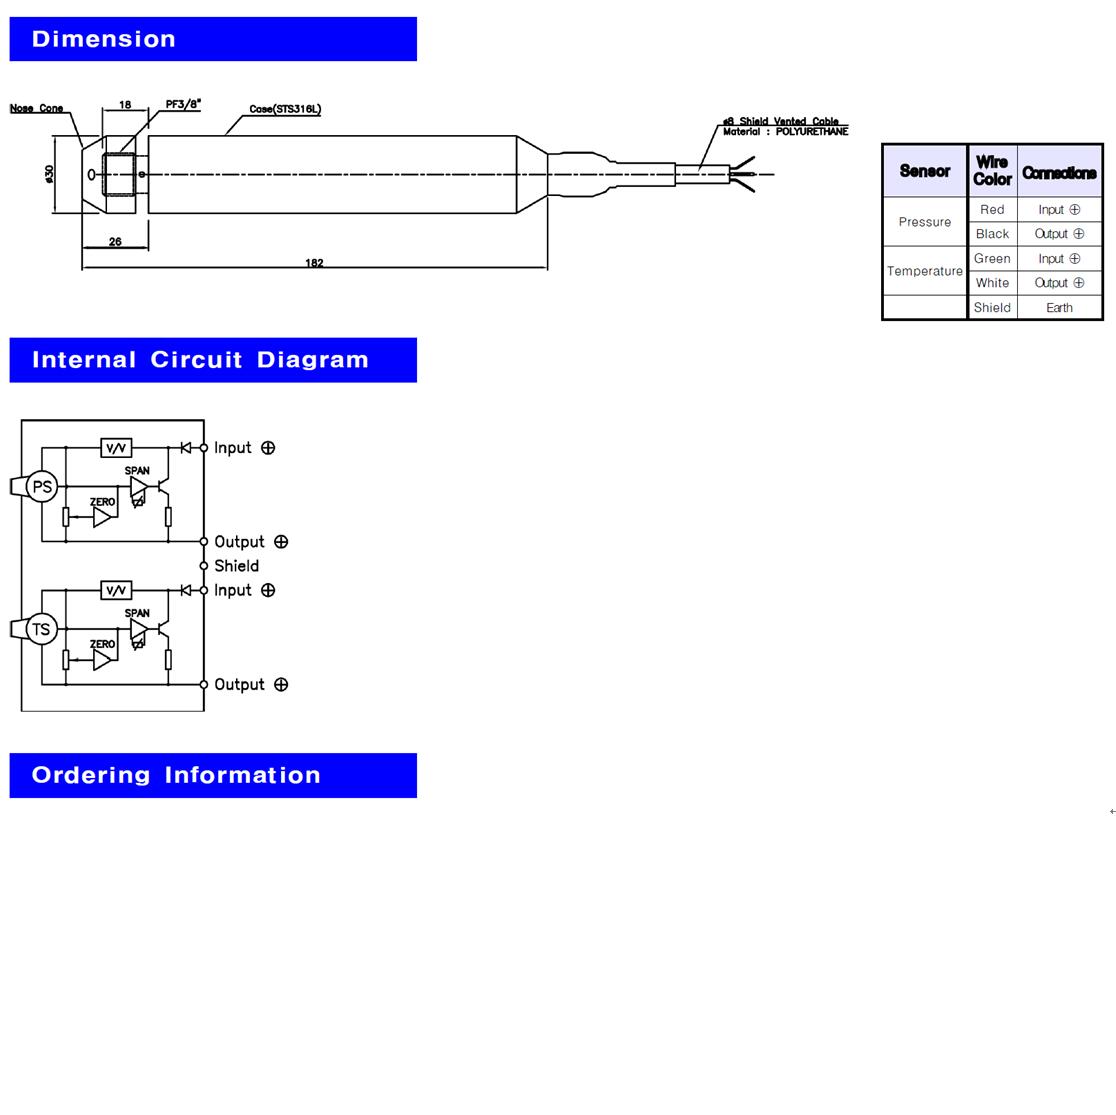 Dimension
Nose Cone
18
PF3/8"
Case(STS316L)
ø8 Shield Vented Cable
Material : POLYURETHANE
ø30
26
182
Sensor Wire Color Connections
Pressure Red Input ⊕
Black Output ⊕
Temperature Green Input ⊕
White Output ⊕
Shield Earth
Internal Circuit Diagram
V/V Input ⊕
SPAN
PS
ZERO
Output ⊕
Shield
V/V Input ⊕
SPAN
TS
ZERO
Output ⊕
Ordering Information
←